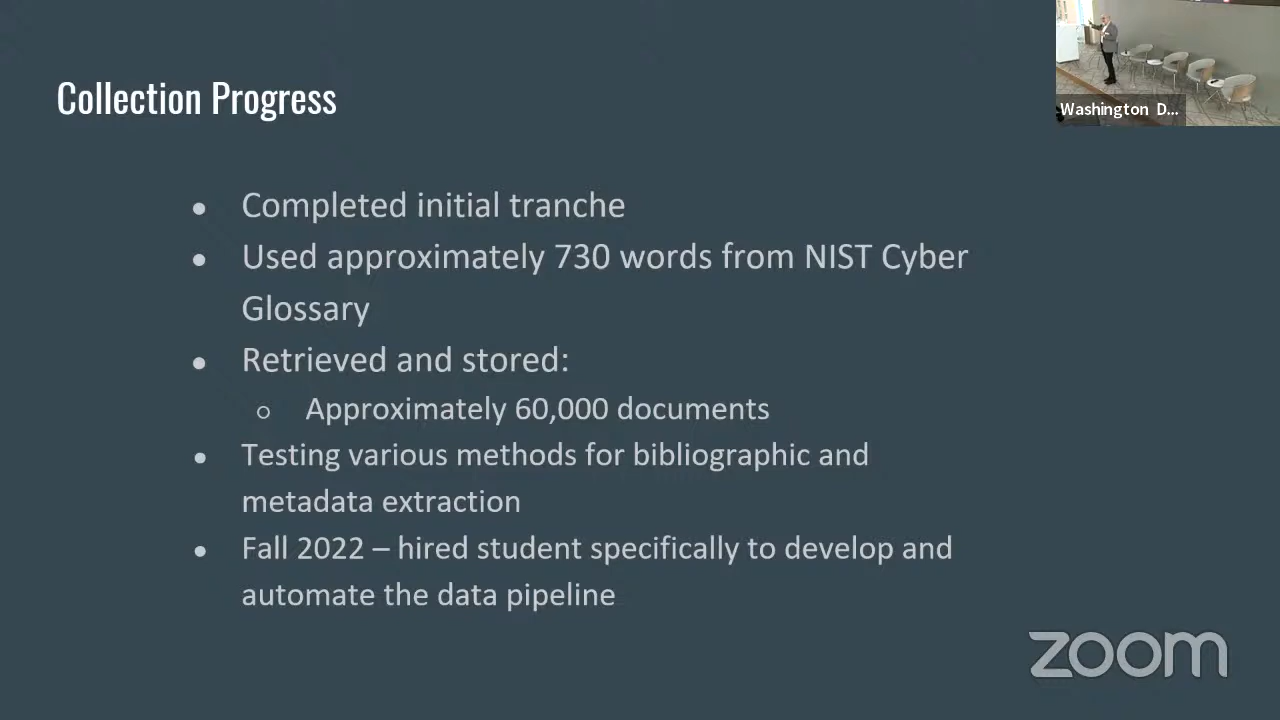 Collection Progress
Washington D...
● Completed initial tranche
● Used approximately 730 words from NIST Cyber
Glossary
● Retrieved and stored:
○ Approximately 60,000 documents
● Testing various methods for bibliographic and
metadata extraction
● Fall 2022 – hired student specifically to develop and
automate the data pipeline
zoom